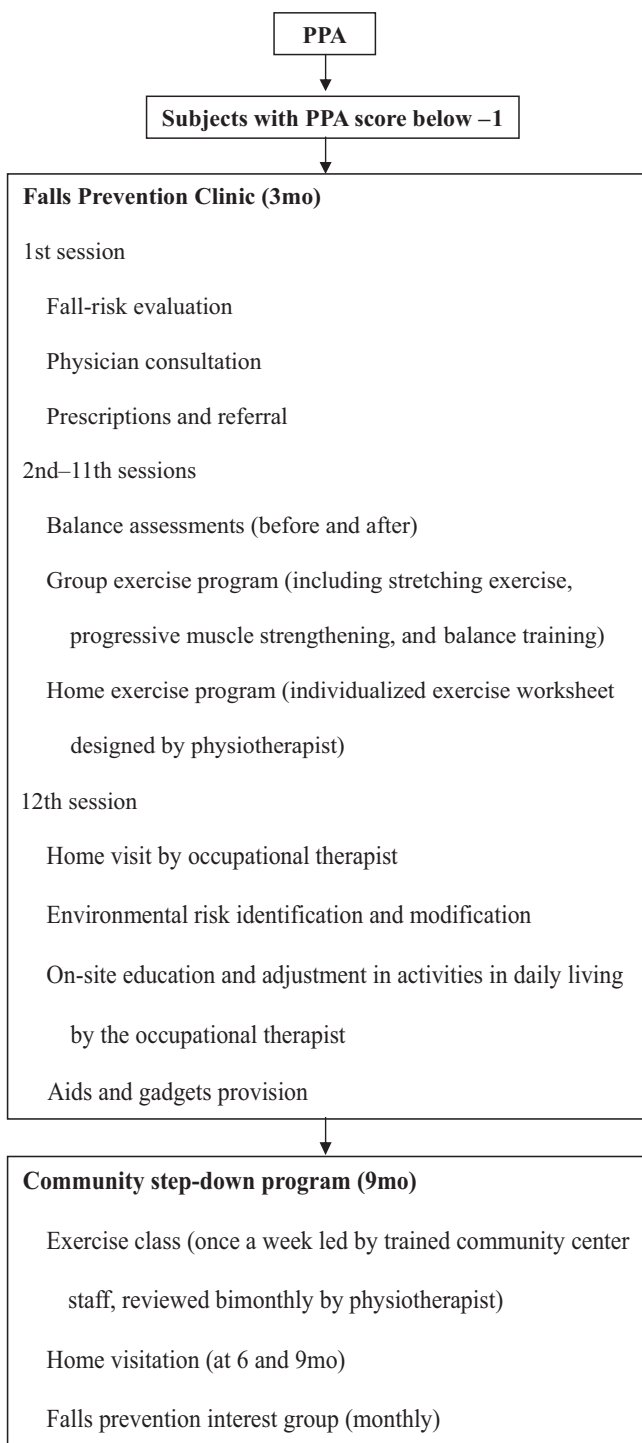 PPA
Subjects with PPA score below –1
Falls Prevention Clinic (3mo)
1st session
Fall-risk evaluation
Physician consultation
Prescriptions and referral
2nd–11th sessions
Balance assessments (before and after)
Group exercise program (including stretching exercise,
progressive muscle strengthening, and balance training)
Home exercise program (individualized exercise worksheet
designed by physiotherapist)
12th session
Home visit by occupational therapist
Environmental risk identification and modification
On-site education and adjustment in activities in daily living
by the occupational therapist
Aids and gadgets provision
Community step-down program (9mo)
Exercise class (once a week led by trained community center
staff, reviewed bimonthly by physiotherapist)
Home visitation (at 6 and 9mo)
Falls prevention interest group (monthly)